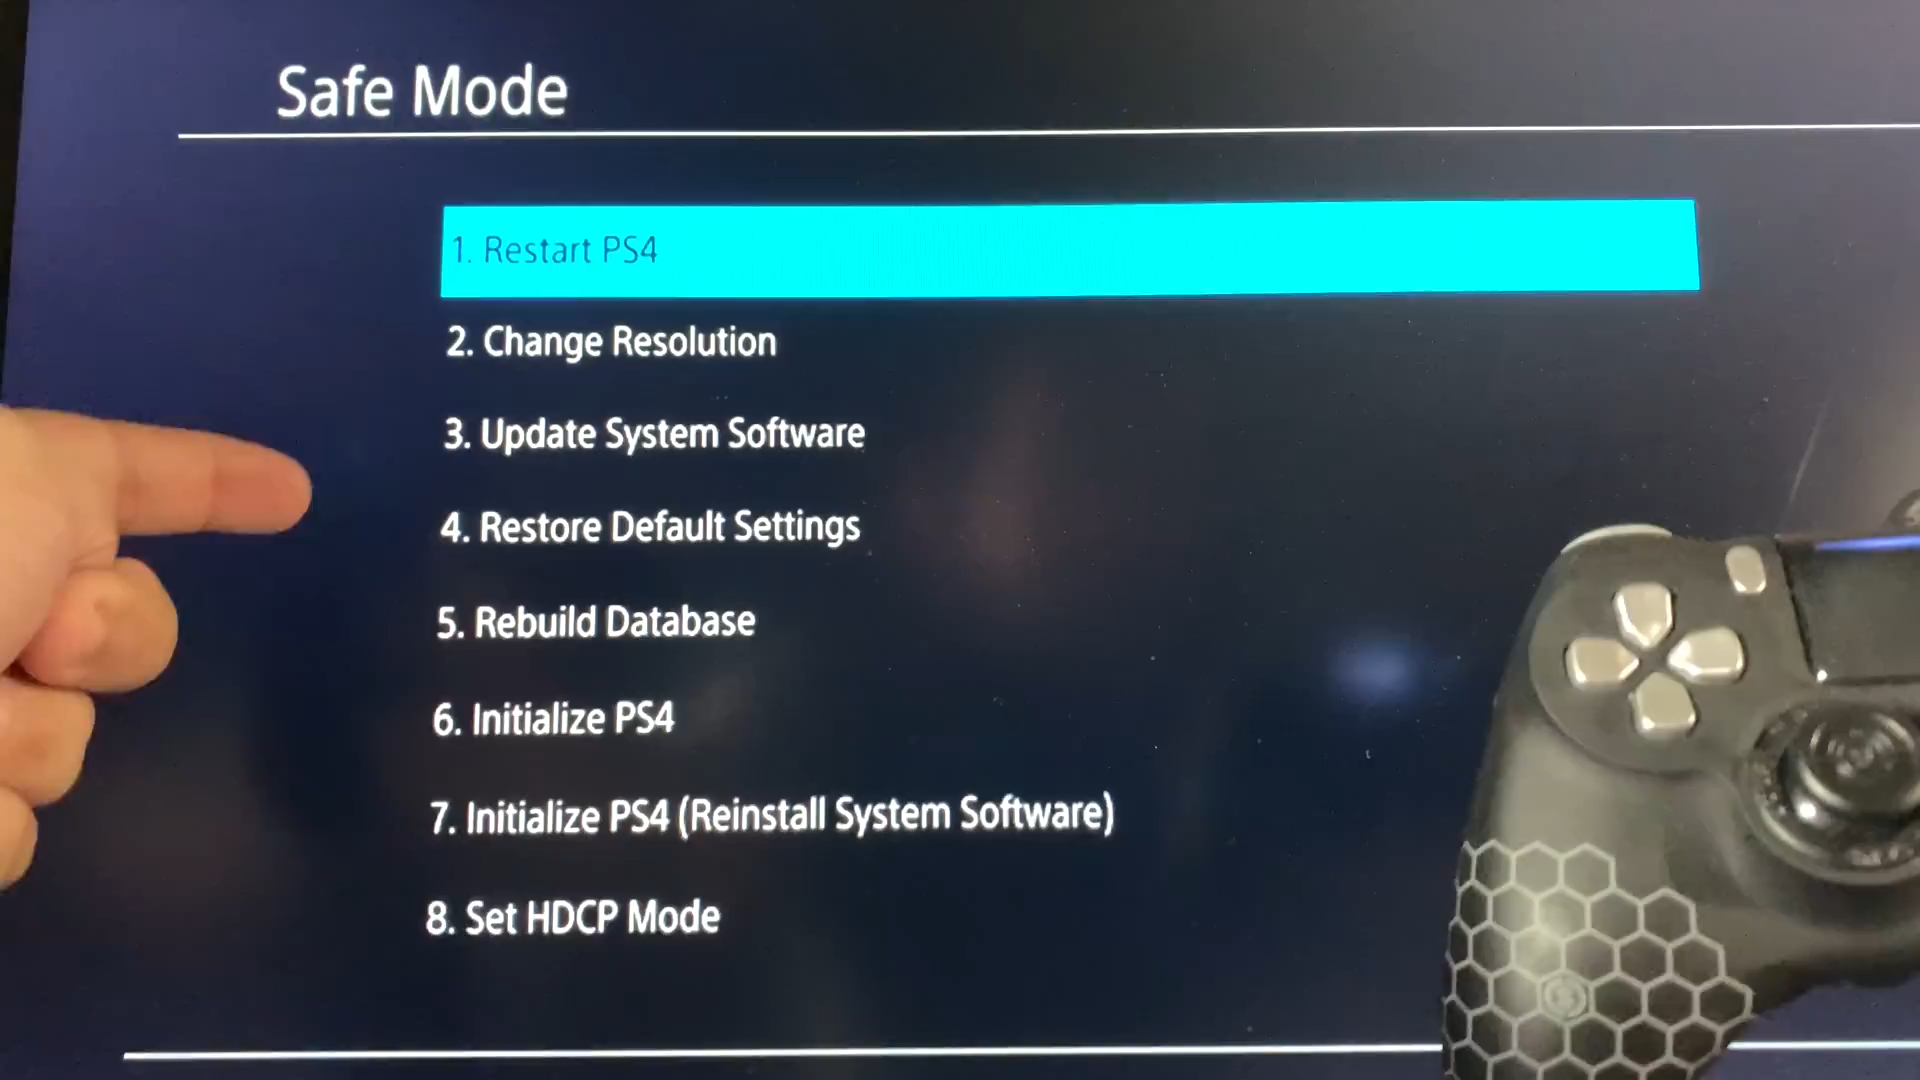 Safe Mode
1. Restart PS4
2. Change Resolution
3. Update System Software
4. Restore Default Settings
5. Rebuild Database
6. Initialize PS4
7. Initialize PS4 (Reinstall System Software)
8. Set HDCP Mode